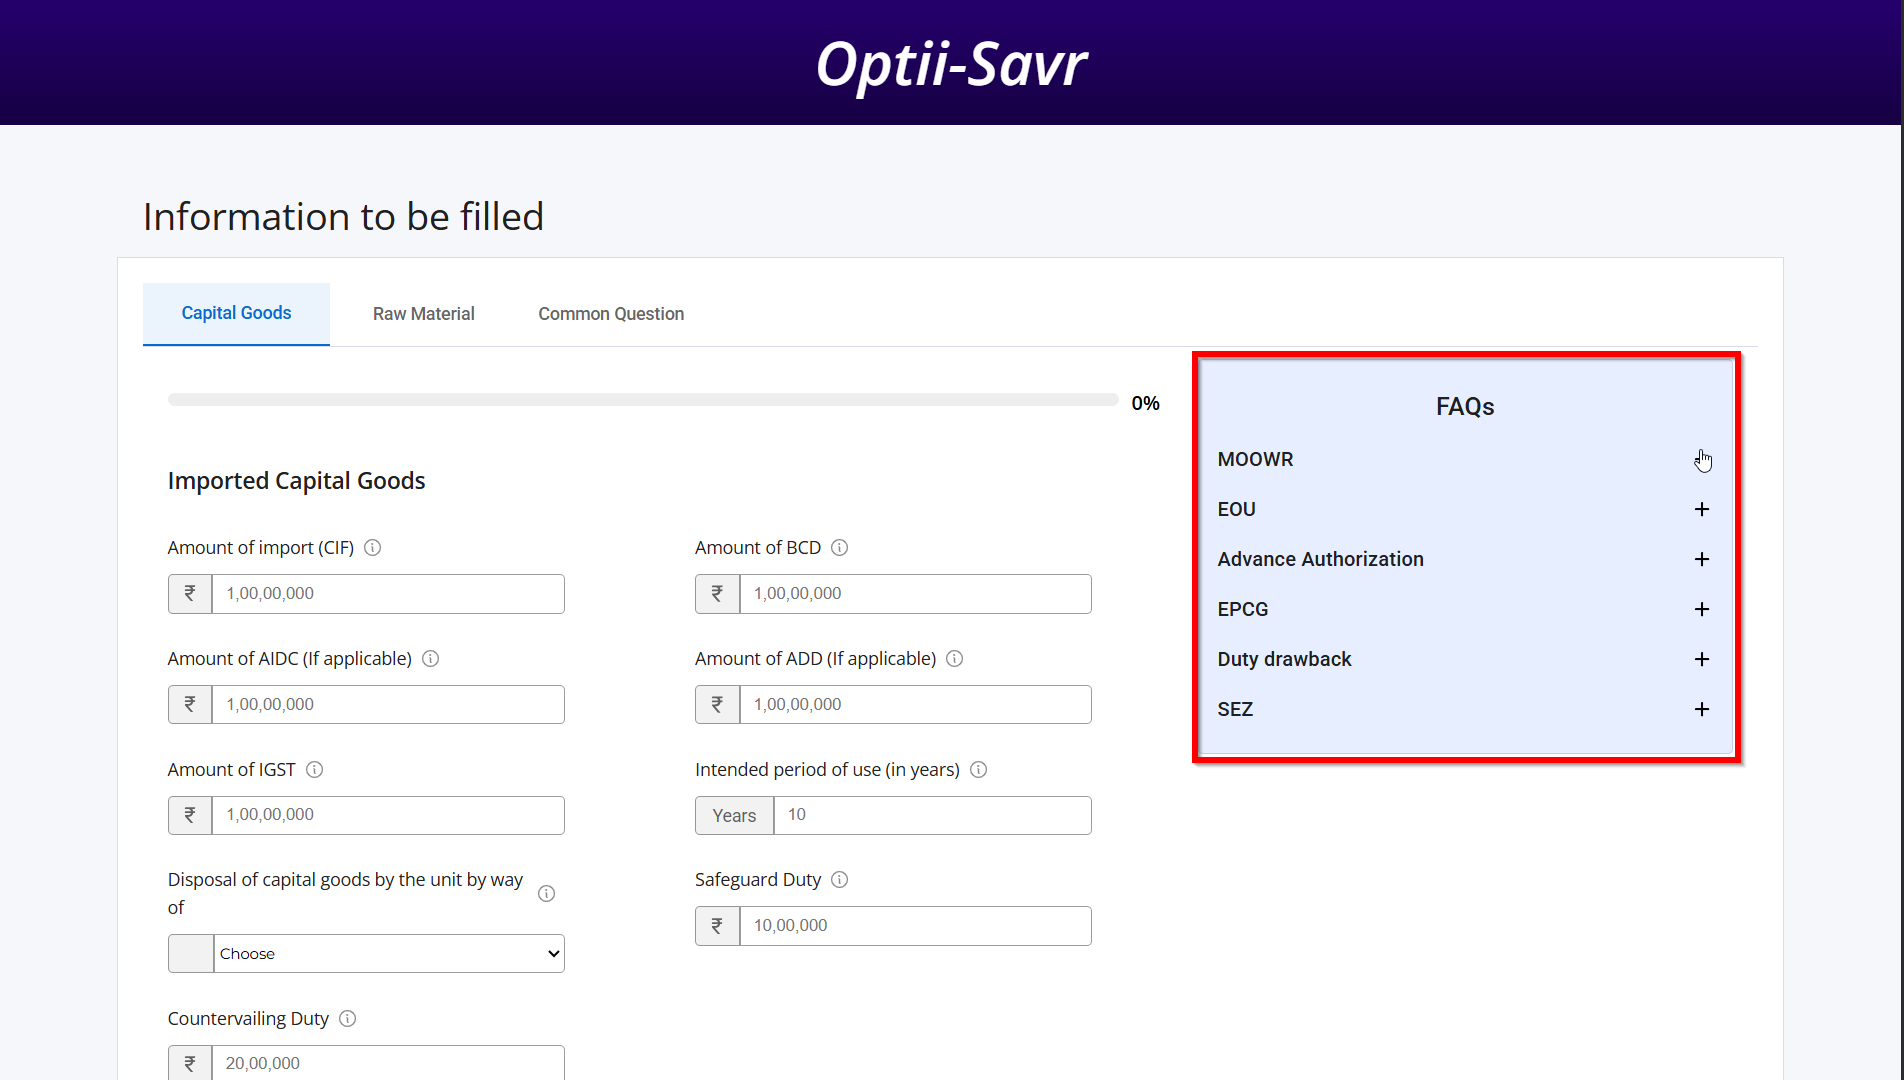 Optii-Savr
Information to be filled
Capital Goods
Raw Material
Common Question
0%
Imported Capital Goods
Amount of import (CIF)
₹ 1,00,00,000
Amount of BCD
₹ 1,00,00,000
Amount of AIDC (If applicable)
₹ 1,00,00,000
Amount of ADD (If applicable)
₹ 1,00,00,000
Amount of IGST
₹ 1,00,00,000
Intended period of use (in years)
Years 10
Disposal of capital goods by the unit by way
of
Choose
Safeguard Duty
₹ 10,00,000
Countervailing Duty
₹ 20,00,000
FAQs
MOOWR
EOU +
Advance Authorization +
EPCG +
Duty drawback +
SEZ +